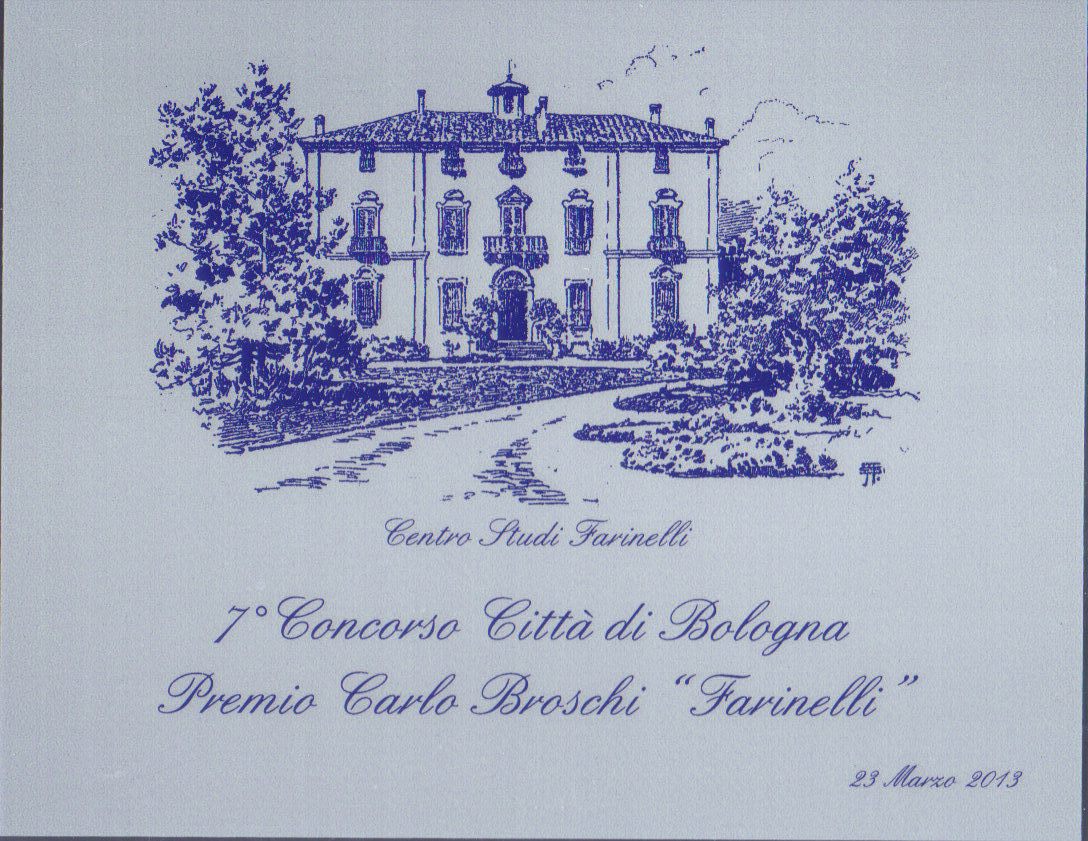 Centro Studi Farinelli
7° Concorso Città di Bologna
Premio Carlo Broschi “Farinelli”
23 Marzo 2013